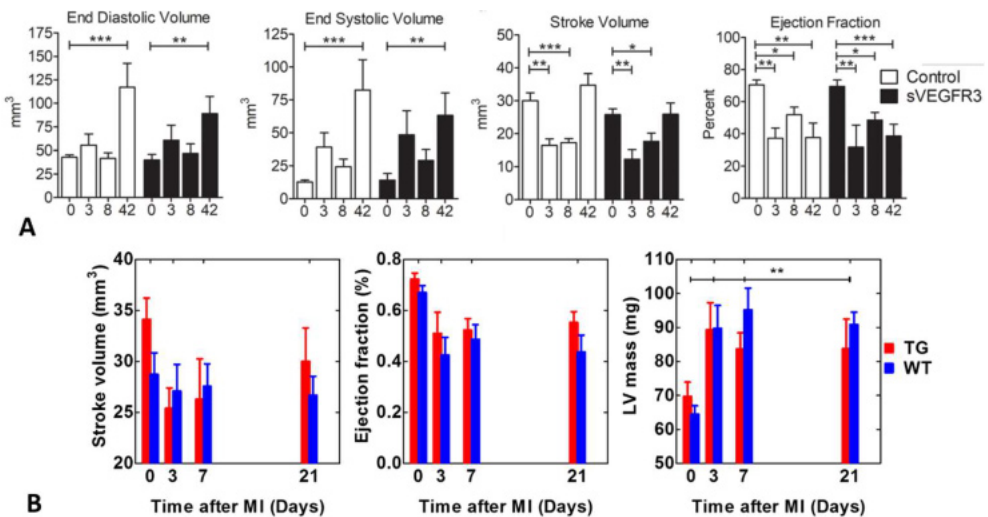 End Diastolic Volume
mm³
150
125
100
75
50
25
0
***
**
0 3 8 42 0 3 8 42
End Systolic Volume
mm³
125
100
75
50
25
0
***
**
0 3 8 42 0 3 8 42
Stroke Volume
mm³
50
40
30
20
10
0
***
**
*
**
0 3 8 42 0 3 8 42
Ejection Fraction
Percent
100
80
60
40
20
0
**
*
**
***
*
**
0 3 8 42 0 3 8 42
Control
sVEGFR3
A
Stroke volume (mm³)
40
35
30
25
20
0 3 7 21
Time after MI (Days)
Ejection fraction (%)
0.8
0.6
0.4
0.2
0.0
0 3 7 21
Time after MI (Days)
LV mass (mg)
110
100
90
80
70
60
50
**
0 3 7 21
Time after MI (Days)
TG
WT
B